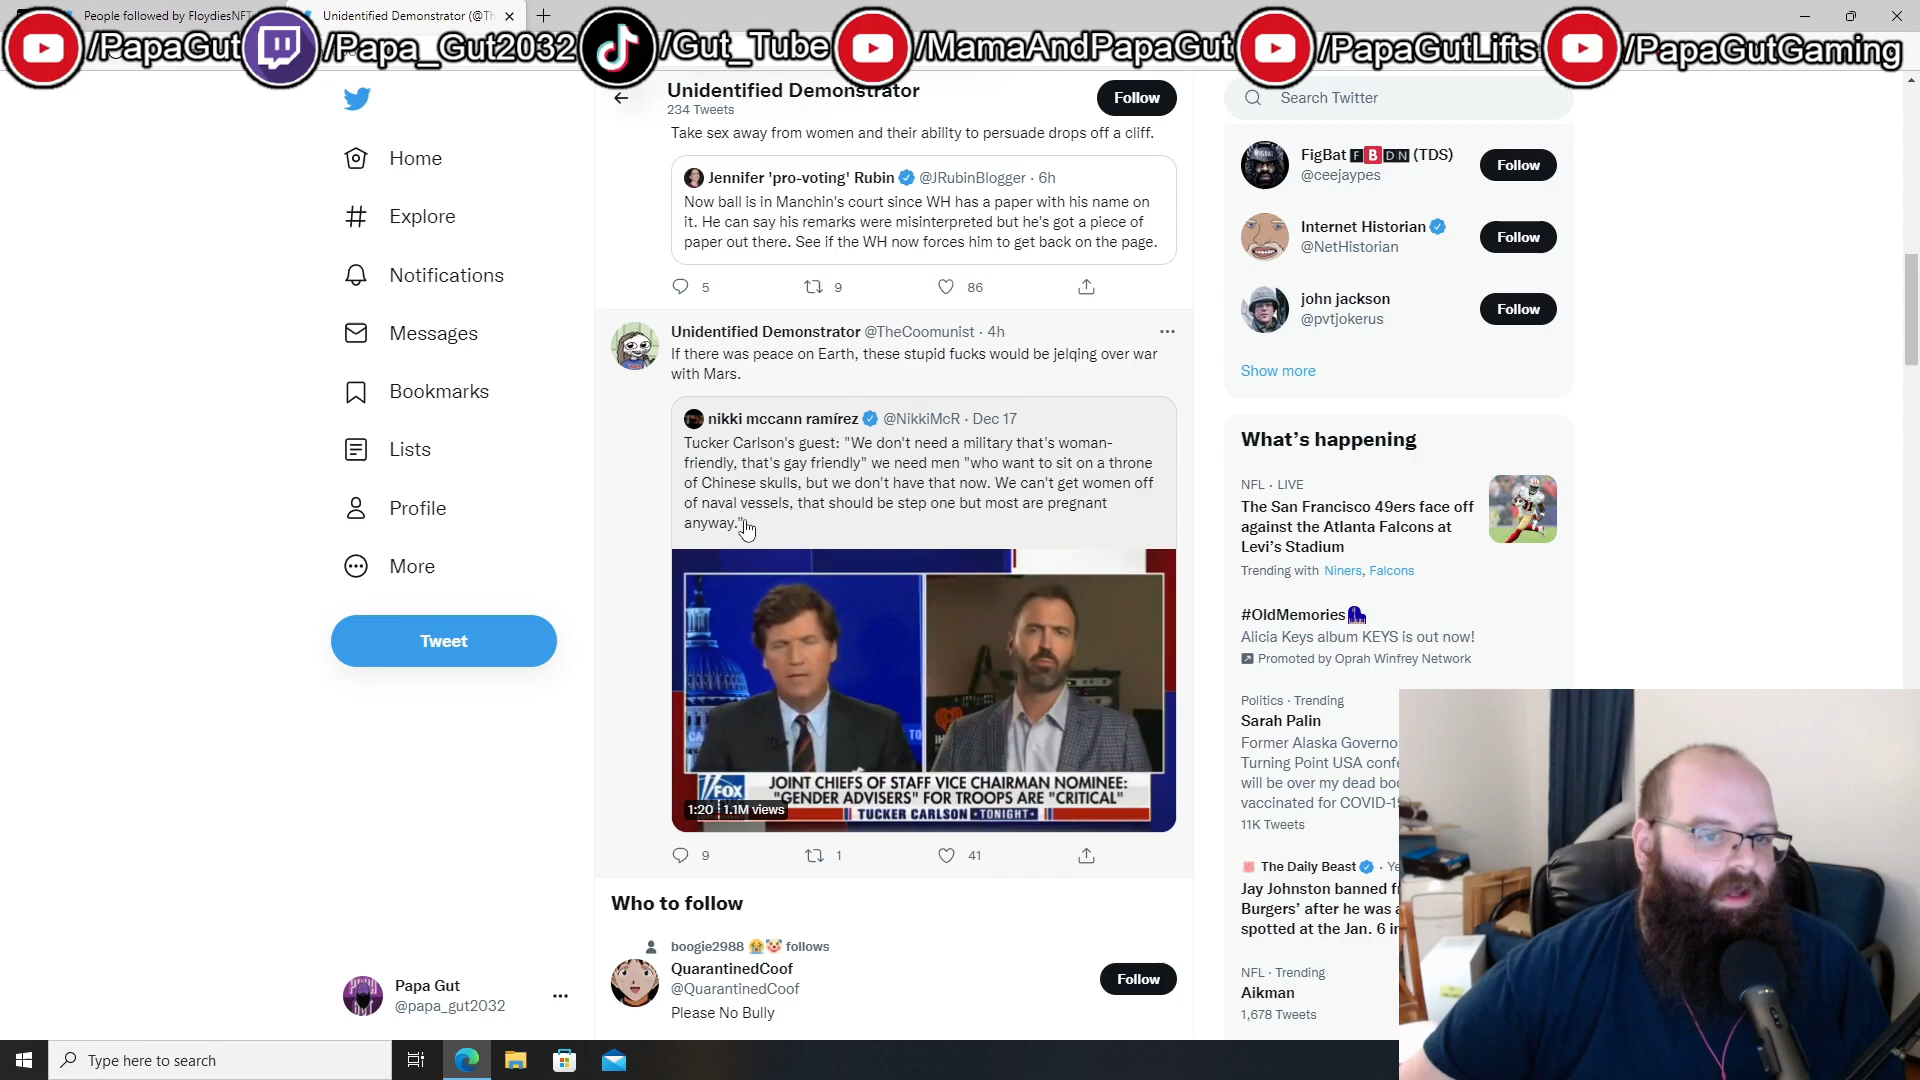 People followed by FloydiesNFT
Unidentified Demonstrator (@Th
/PapaGut
/Papa_Gut2032
/Gut_Tube
/MamaAndPapaGut
/PapaGutLifts
/PapaGutGaming
Home
Explore
Notifications
Messages
Bookmarks
Lists
Profile
More
Tweet
Papa Gut
@papa_gut2032
Unidentified Demonstrator
234 Tweets
Follow
Take sex away from women and their ability to persuade drops off a cliff.
Jennifer 'pro-voting' Rubin @JRubinBlogger · 6h
Now ball is in Manchin's court since WH has a paper with his name on
it. He can say his remarks were misinterpreted but he's got a piece of
paper out there. See if the WH now forces him to get back on the page.
5 9 86
Unidentified Demonstrator @TheCoomunist · 4h
If there was peace on Earth, these stupid fucks would be jelqing over war
with Mars.
nikki mccann ramírez @NikkiMcR · Dec 17
Tucker Carlson's guest: "We don't need a military that's woman-
friendly, that's gay friendly" we need men "who want to sit on a throne
of Chinese skulls, but we don't have that now. We can't get women off
of naval vessels, that should be step one but most are pregnant
anyway."
FOX
JOINT CHIEFS OF STAFF VICE CHAIRMAN NOMINEE:
"GENDER ADVISERS" FOR TROOPS ARE "CRITICAL"
1:20 1.1M views
TUCKER CARLSON TONIGHT
9 1 41
Who to follow
boogie2988 😭🤡 follows
QuarantinedCoof
@QuarantinedCoof
Follow
Please No Bully
Search Twitter
FigBat 🅵🅱🅳🅽 (TDS)
@ceejaypes
Follow
Internet Historian
@NetHistorian
Follow
john jackson
@pvtjokerus
Follow
Show more
What's happening
NFL · LIVE
The San Francisco 49ers face off
against the Atlanta Falcons at
Levi's Stadium
Trending with Niners, Falcons
#OldMemories
Alicia Keys album KEYS is out now!
Promoted by Oprah Winfrey Network
Politics · Trending
Sarah Palin
Former Alaska Governo
Turning Point USA conf
will be over my dead bo
vaccinated for COVID-1
11K Tweets
The Daily Beast · Ye
Jay Johnston banned f
Burgers' after he was
spotted at the Jan. 6 i
NFL · Trending
Aikman
1,678 Tweets
Type here to search